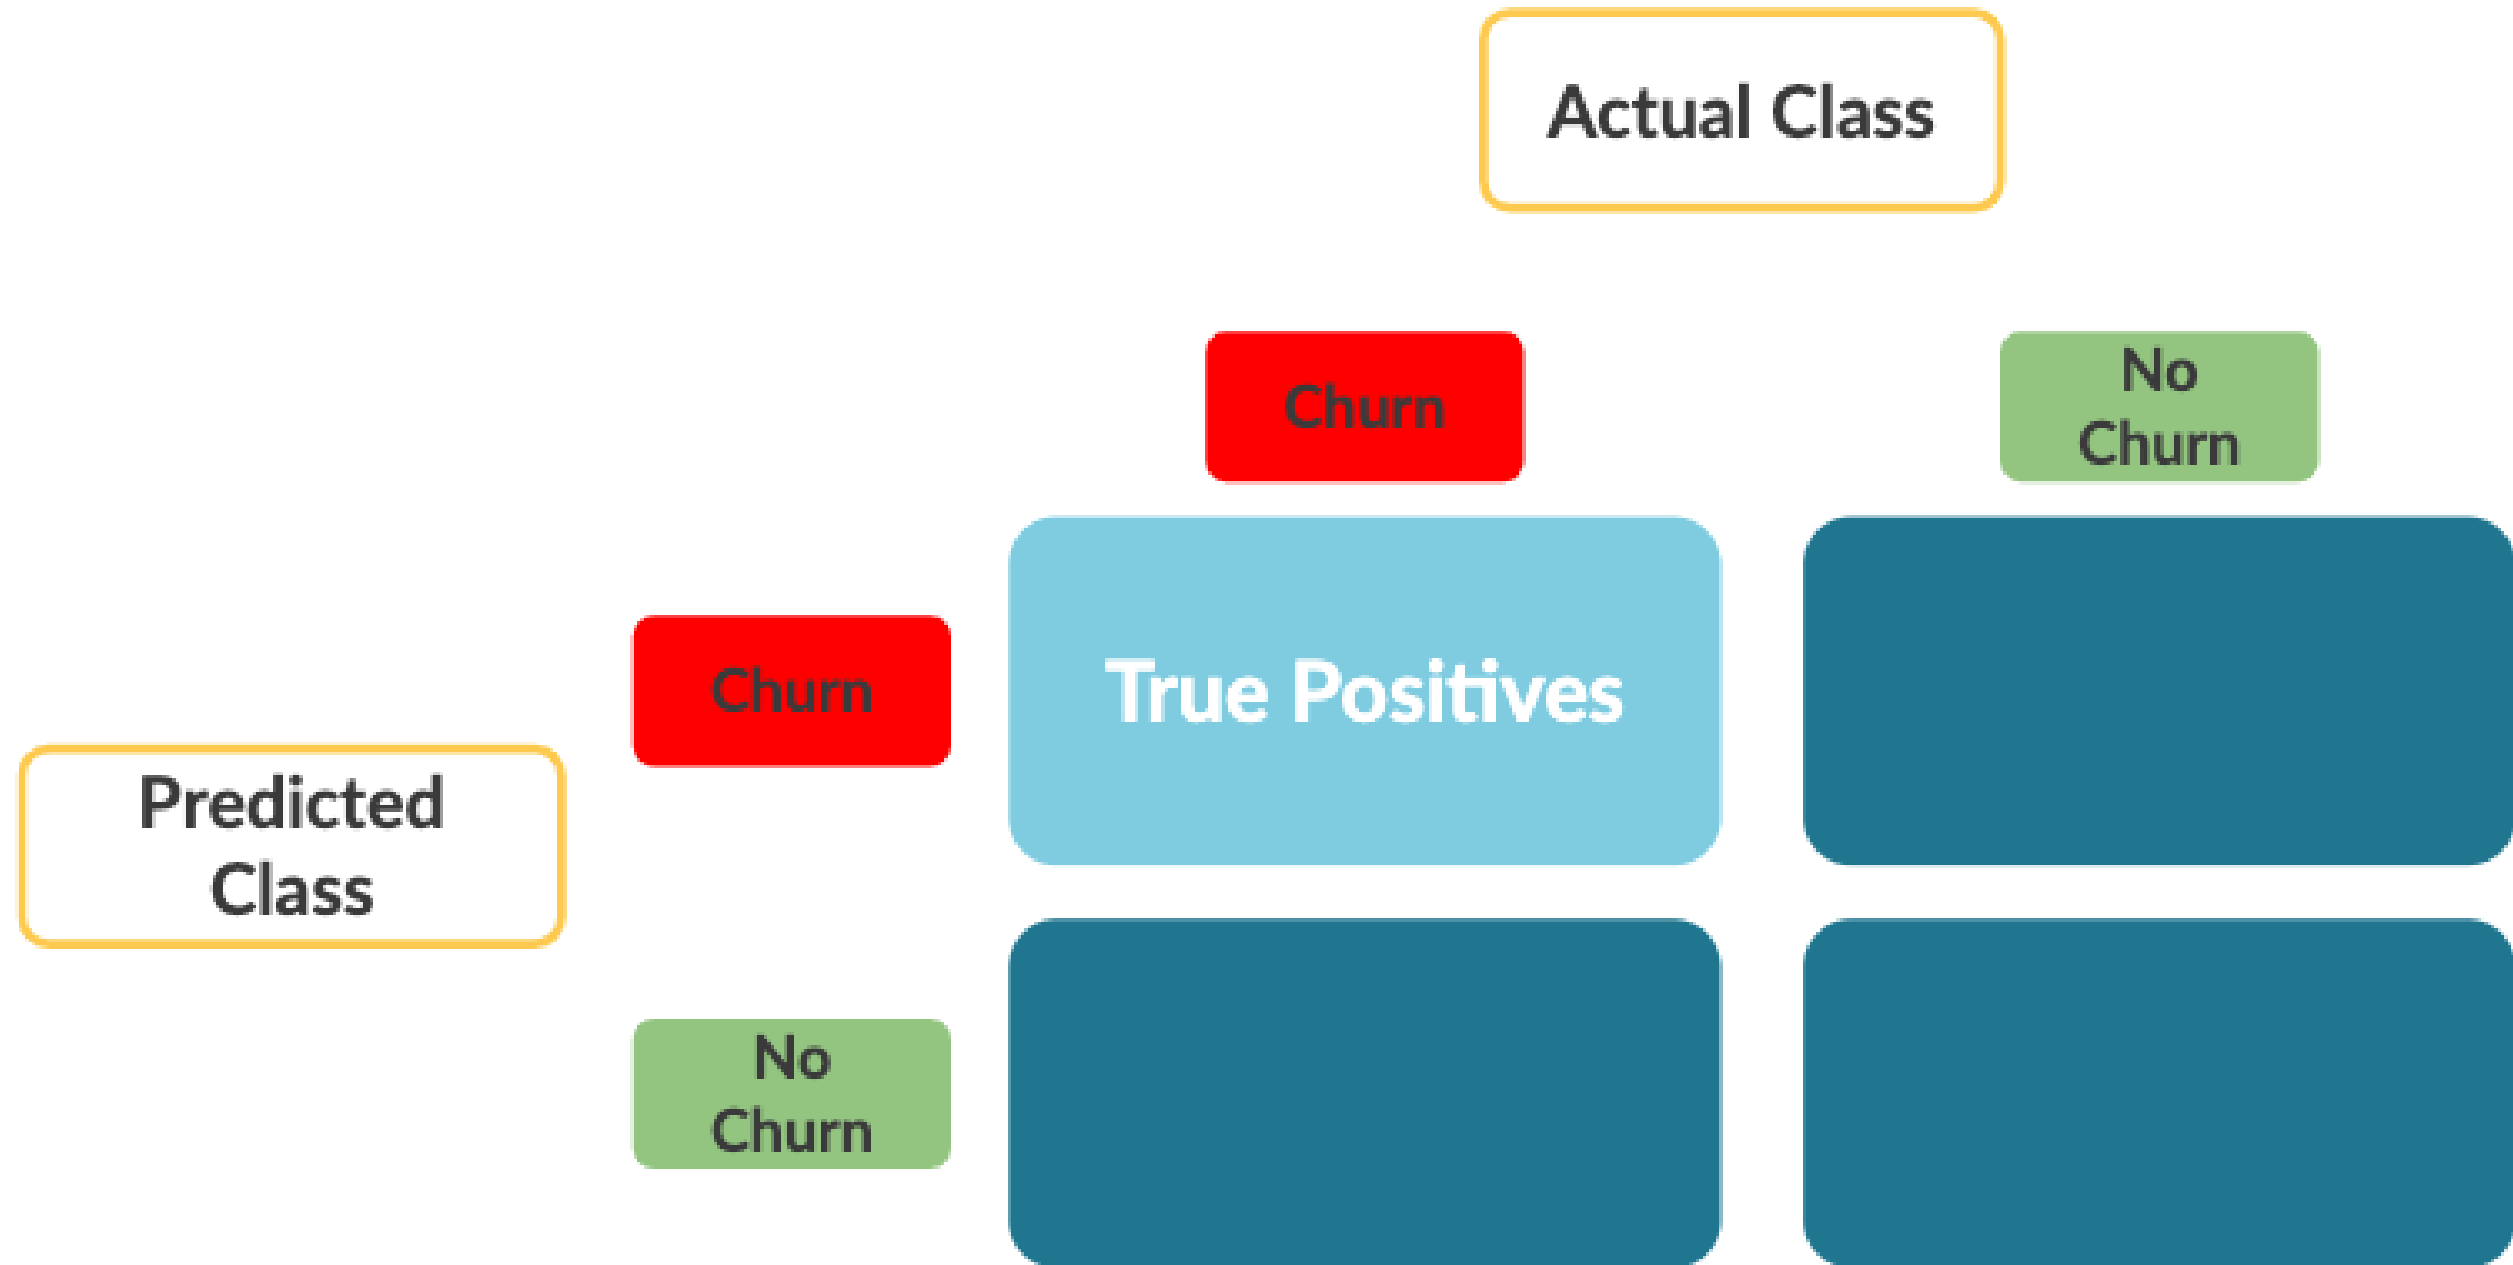 Actual Class
Churn
No
Churn
Churn
True Positives
Predicted
Class
No
Churn